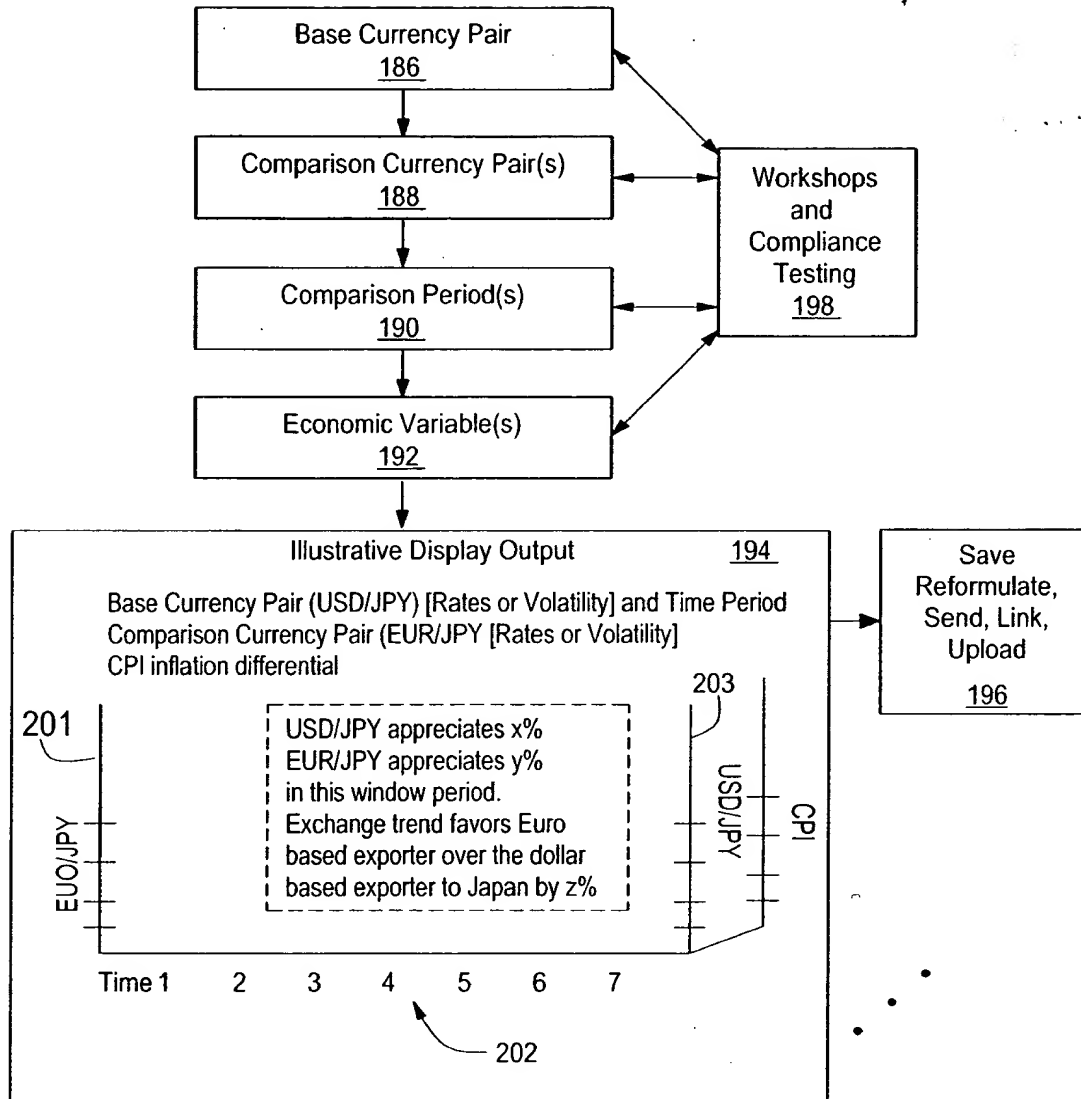 Base Currency Pair
186
Comparison Currency Pair(s)
188
Workshops
and
Compliance
Testing
198
Comparison Period(s)
190
Economic Variable(s)
192
Illustrative Display Output
194
Base Currency Pair (USD/JPY) [Rates or Volatility] and Time Period
Comparison Currency Pair (EUR/JPY [Rates or Volatility]
CPI inflation differential
Save
Reformulate,
Send, Link,
Upload
196
201
203
USD/JPY appreciates x%
EUR/JPY appreciates y%
in this window period.
Exchange trend favors Euro
based exporter over the dollar
based exporter to Japan by z%
EUO/JPY
USD/JPY
CPI
Time 1 2 3 4 5 6 7
202